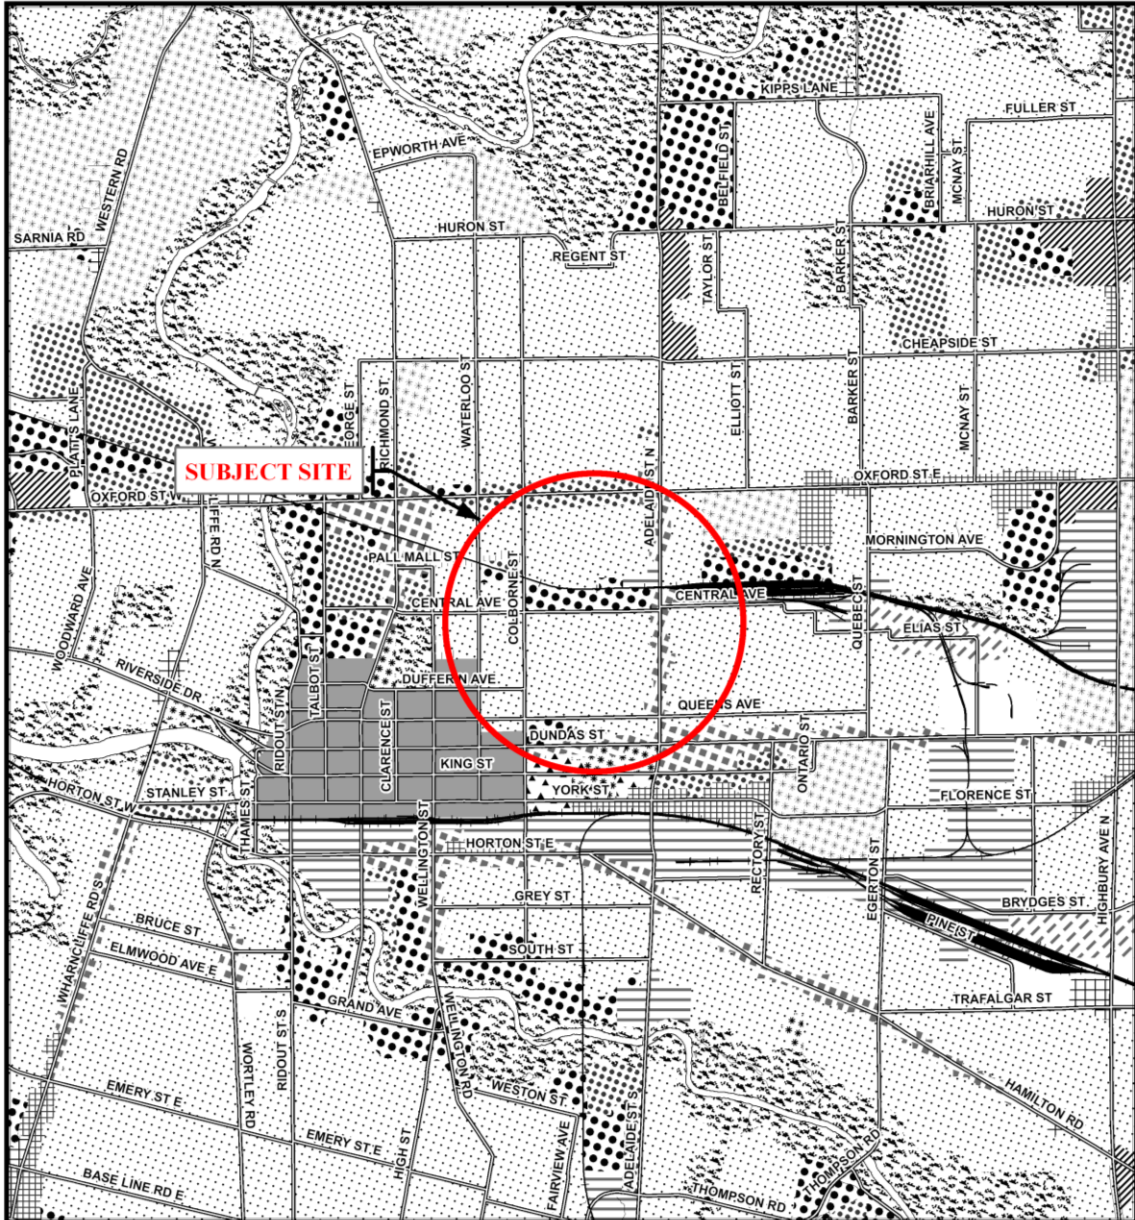 KIPPS LANE
FULLER ST
EPWORTH AVE
WESTERN RD
BELFIELD ST
BRIARHILL AVE
MCNAY ST
HURON ST
HURON ST
SARNIA RD
REGENT ST
TAYLOR ST
BARKER ST
CHEAPSIDE ST
PLATTS LANE
RICHMOND ST
WATERLOO ST
ELLIOTT ST
BARKER ST
MCNAY ST
SUBJECT SITE
OXFORD ST W
OXFORD ST E
ADELAIDE ST N
MORNINGTON AVE
PALL MALL ST
WOODWARD AVE
CENTRAL AVE
COLBORNE ST
CENTRAL AVE
QUEBEC ST
ELIAS ST
RIVERSIDE DR
TALBOT ST
DUFFERIN AVE
RIDOUT ST N
CLARENCE ST
QUEENS AVE
DUNDAS ST
ONTARIO ST
KING ST
STANLEY ST
HORTON ST W
THAMES ST
YORK ST
FLORENCE ST
WELLINGTON ST
HORTON ST E
RECTORY ST
EGERTON ST
HIGHBURY AVE N
WHARNCLIFFE RD S
GREY ST
BRYDGES ST
BRUCE ST
PINE ST
ELMWOOD AVE E
SOUTH ST
GRAND AVE
WELLINGTON RD
TRAFALGAR ST
WORTLEY RD
RIDOUT ST S
EMERY ST E
WESTON ST
HAMILTON RD
EMERY ST E
HIGH ST
FAIRVIEW AVE
ADELAIDE ST S
THOMPSON RD
BASE LINE RD E
THOMPSON RD